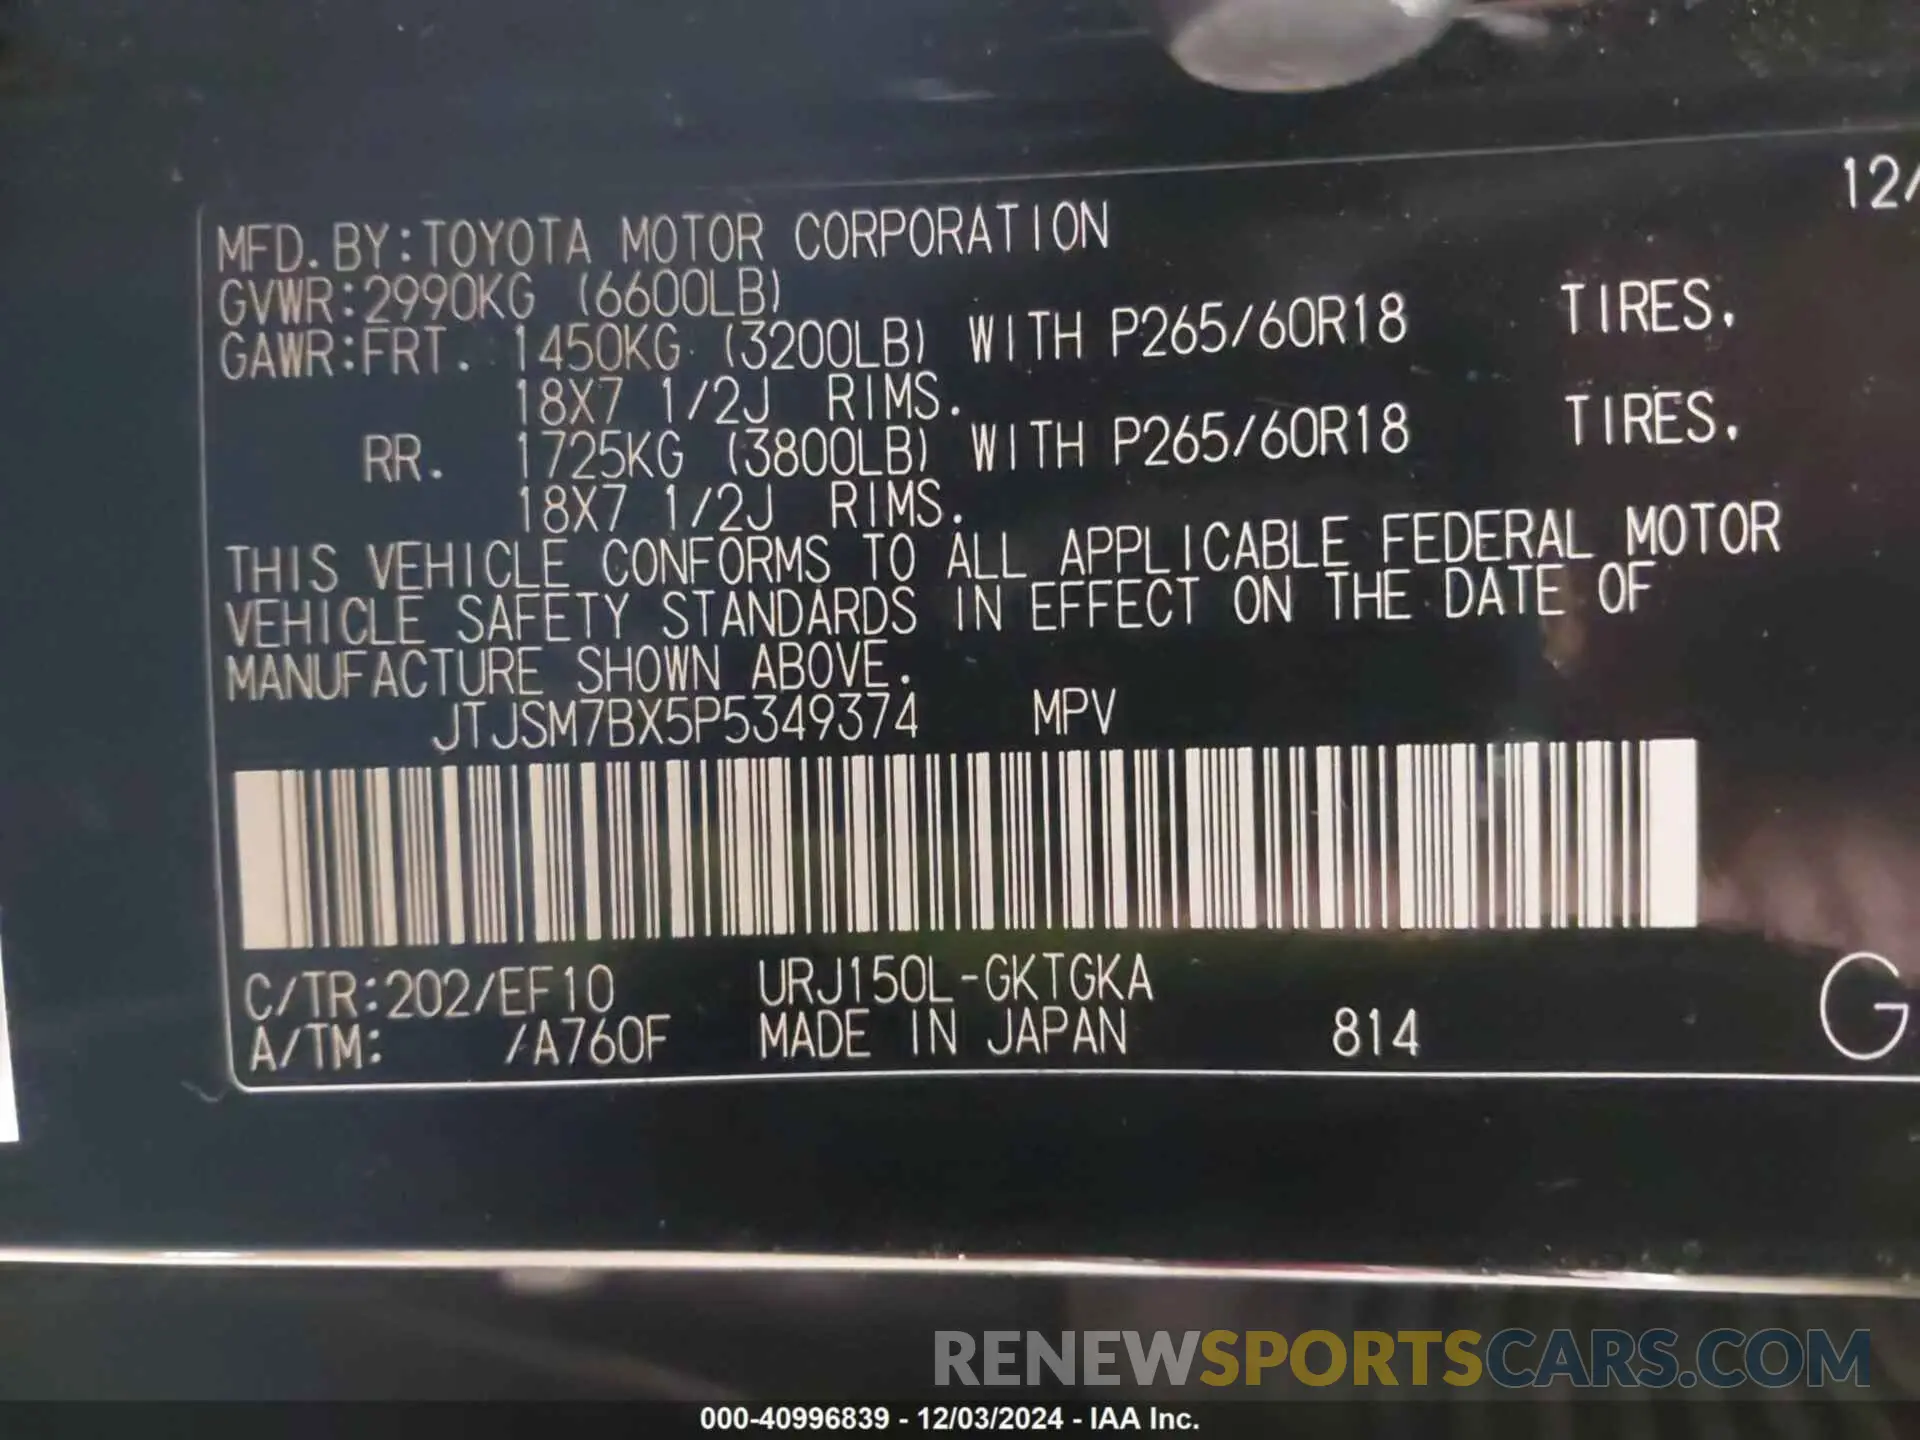 12/
MFD. BY:TOYOTA MOTOR CORPORATION
GVWR:2990KG (6600LB)
GAWR:FRT. 1450KG (3200LB) WITH P265/60R18 TIRES,
18X7 1/2J RIMS.
RR. 1725KG (3800LB) WITH P265/60R18 TIRES,
18X7 1/2J RIMS.
THIS VEHICLE CONFORMS TO ALL APPLICABLE FEDERAL MOTOR
VEHICLE SAFETY STANDARDS IN EFFECT ON THE DATE OF
MANUFACTURE SHOWN ABOVE.
JTJSM7BX5P5349374 MPV
C/TR:202/EF10 URJ150L-GKTGKA
A/TM: /A760F MADE IN JAPAN 814 G
RENEWSPORTSCARS.COM
000-40996839 - 12/03/2024 - IAA Inc.